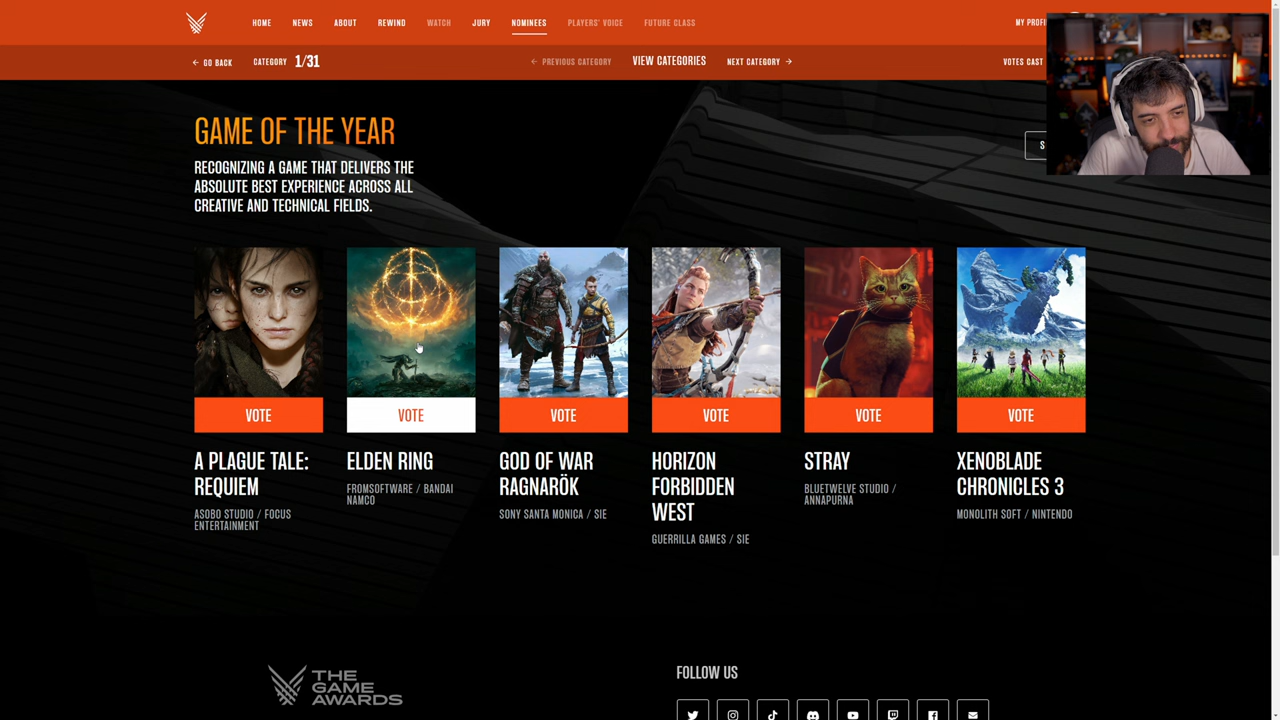 HOME NEWS ABOUT REWIND WATCH JURY NOMINEES PLAYERS' VOICE FUTURE CLASS MY
GO BACK CATEGORY 1/31 PREVIOUS CATEGORY VIEW CATEGORIES NEXT CATEGORY VOTES CAST
GAME OF THE YEAR
RECOGNIZING A GAME THAT DELIVERS THE
ABSOLUTE BEST EXPERIENCE ACROSS ALL
CREATIVE AND TECHNICAL FIELDS.
VOTE VOTE VOTE VOTE VOTE VOTE
A PLAGUE TALE:
REQUIEM
ASOBO STUDIO / FOCUS
ENTERTAINMENT
ELDEN RING
FROMSOFTWARE / BANDAI
NAMCO
GOD OF WAR
RAGNARÖK
SONY SANTA MONICA / SIE
HORIZON
FORBIDDEN
WEST
GUERRILLA GAMES / SIE
STRAY
BLUETWELVE STUDIO /
ANNAPURNA
XENOBLADE
CHRONICLES 3
MONOLITH SOFT / NINTENDO
THE
GAME
AWARDS
FOLLOW US